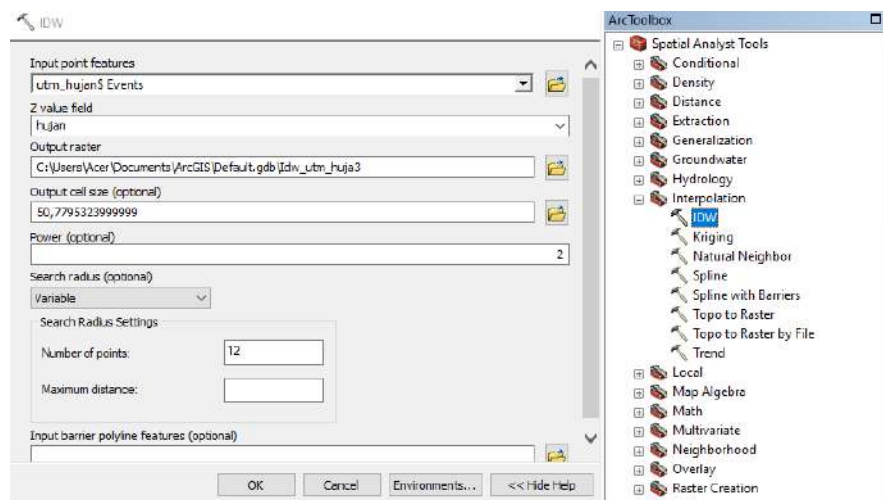 IDW
Input point features
utm_hujan$ Events
Z value field
hujan
Output raster
C:\Users\Acer\Documents\ArcGIS\Default.gdb\Idw_utm_huja3
Output cell size (optional)
50,7795323999999
Power (optional)
2
Search radius (optional)
Variable
Search Radius Settings
Number of points:
12
Maximum distance:
Input barrier polyline features (optional)
OK
Cancel
Environments...
<< Hide Help
ArcToolbox
Spatial Analyst Tools
Conditional
Density
Distance
Extraction
Generalization
Groundwater
Hydrology
Interpolation
IDW
Kriging
Natural Neighbor
Spline
Spline with Barriers
Topo to Raster
Topo to Raster by File
Trend
Local
Map Algebra
Math
Multivariate
Neighborhood
Overlay
Raster Creation